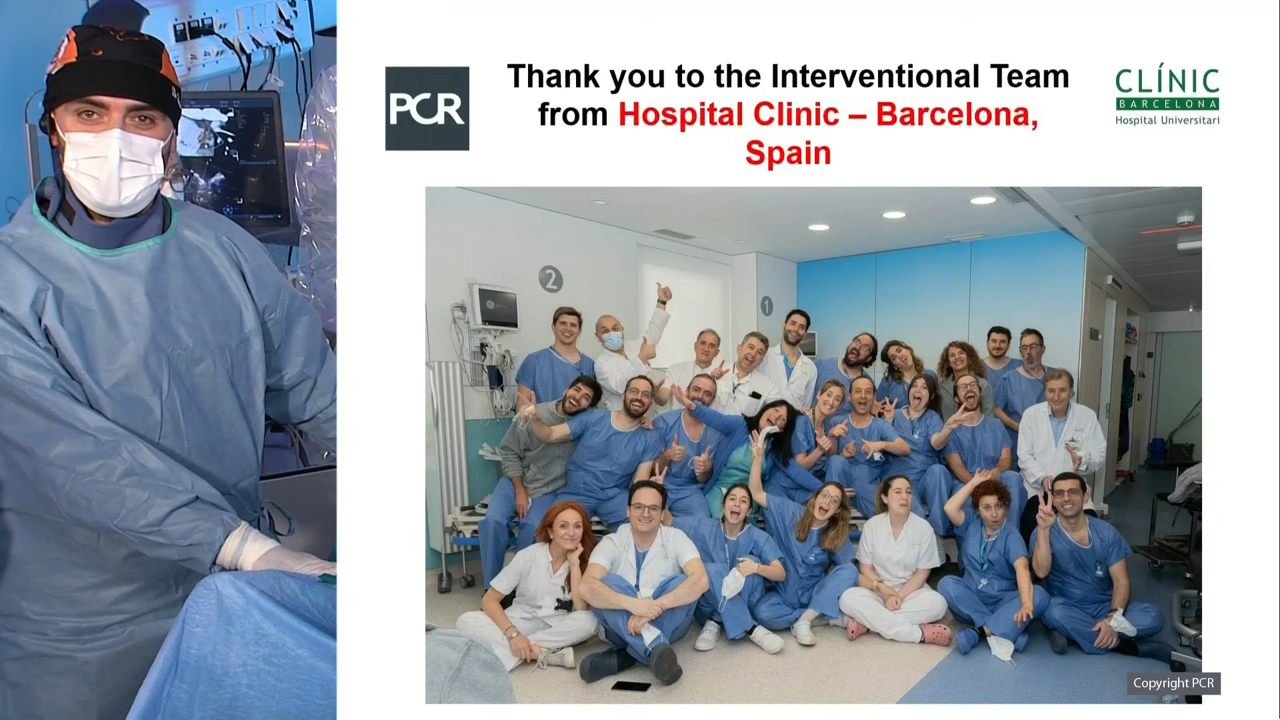 PCR
Thank you to the Interventional Team
from Hospital Clinic – Barcelona,
Spain
CLÍNIC
BARCELONA
Hospital Universitari
2
1
Copyright PCR